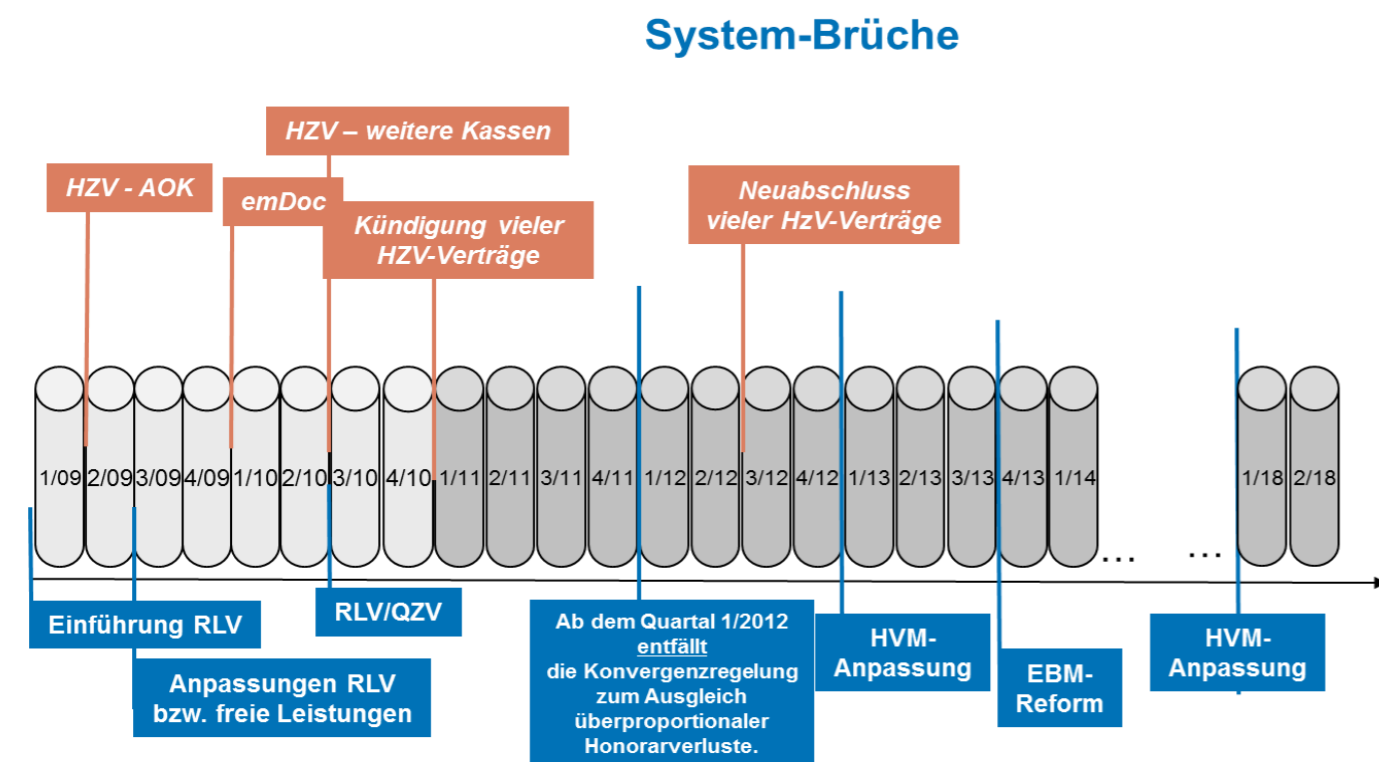 System-Brüche
HZV – weitere Kassen
HZV - AOK
emDoc
Kündigung vieler
HZV-Verträge
Neuabschluss
vieler HzV-Verträge
1/09 2/09 3/09 4/09 1/10 2/10 3/10 4/10 1/11 2/11 3/11 4/11 1/12 2/12 3/12 4/12 1/13 2/13 3/13 4/13 1/14 1/18 2/18
... ...
Einführung RLV
Anpassungen RLV
bzw. freie Leistungen
RLV/QZV
Ab dem Quartal 1/2012
entfällt
die Konvergenzregelung
zum Ausgleich
überproportionaler
Honorarverluste.
HVM-
Anpassung
EBM-
Reform
HVM-
Anpassung